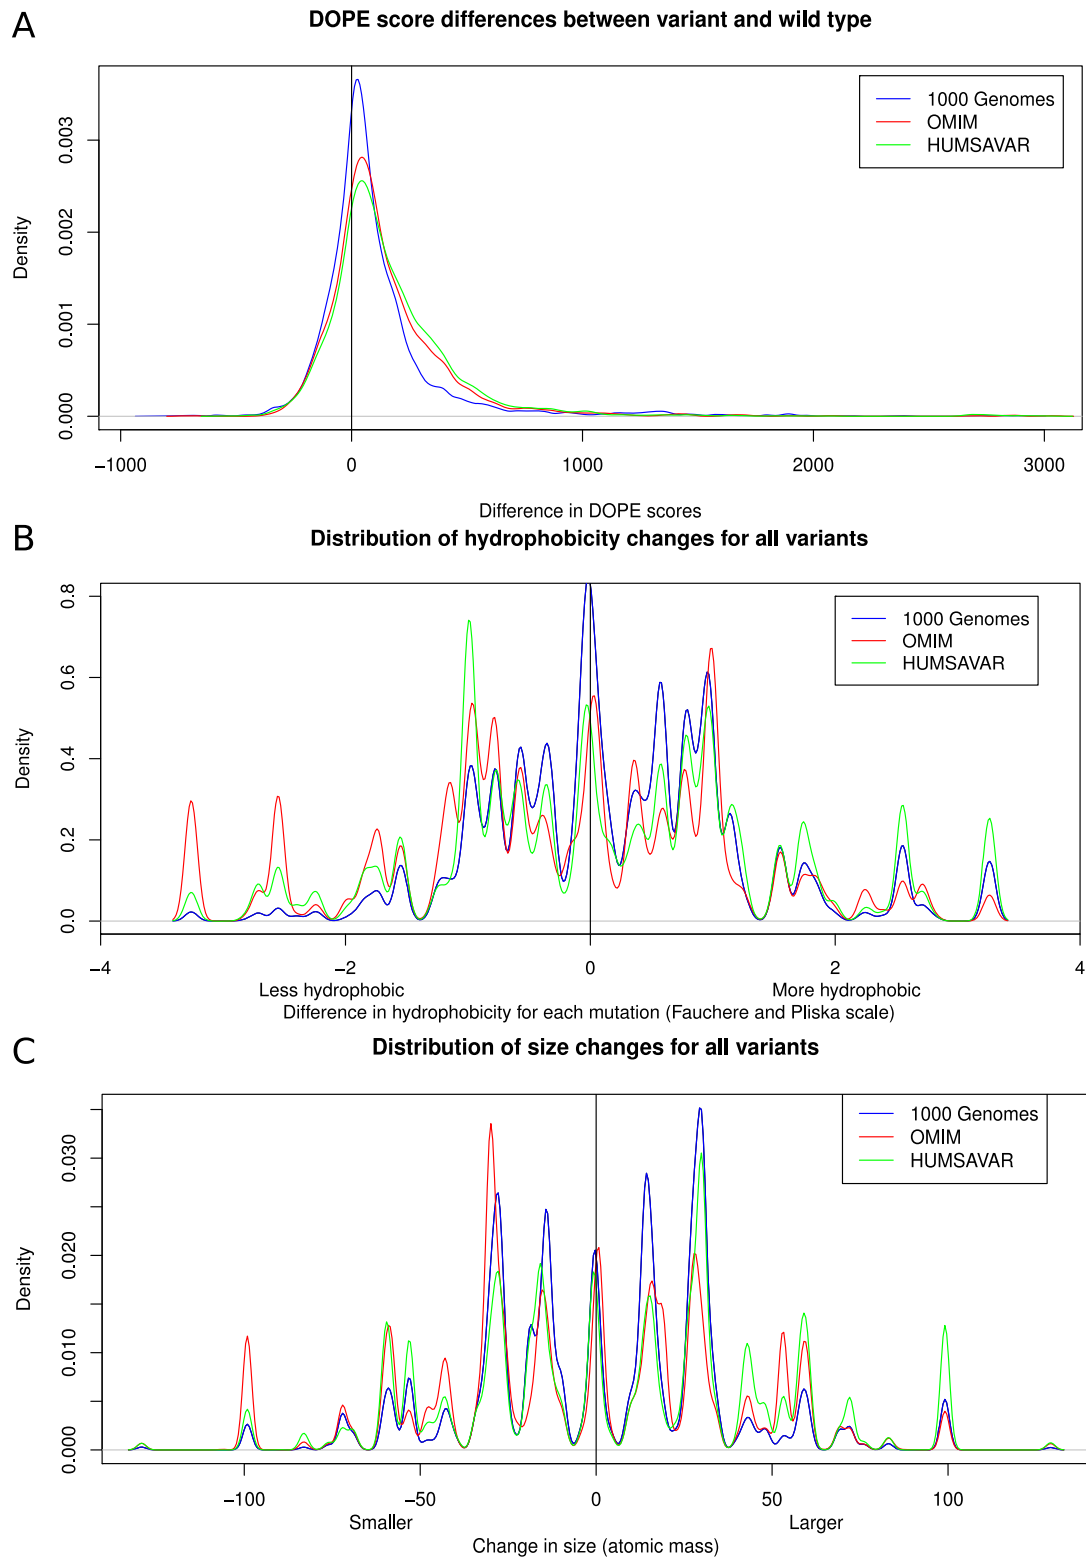 A
DOPE score differences between variant and wild type
1000 Genomes
OMIM
HUMSAVAR
Density
0.000 0.001 0.002 0.003
−1000 0 1000 2000 3000
Difference in DOPE scores
B
Distribution of hydrophobicity changes for all variants
1000 Genomes
OMIM
HUMSAVAR
Density
0.0 0.2 0.4 0.6 0.8
−4 −2 0 2 4
Less hydrophobic More hydrophobic
Difference in hydrophobicity for each mutation (Fauchere and Pliska scale)
C
Distribution of size changes for all variants
1000 Genomes
OMIM
HUMSAVAR
Density
0.000 0.010 0.020 0.030
−100 −50 0 50 100
Smaller Larger
Change in size (atomic mass)